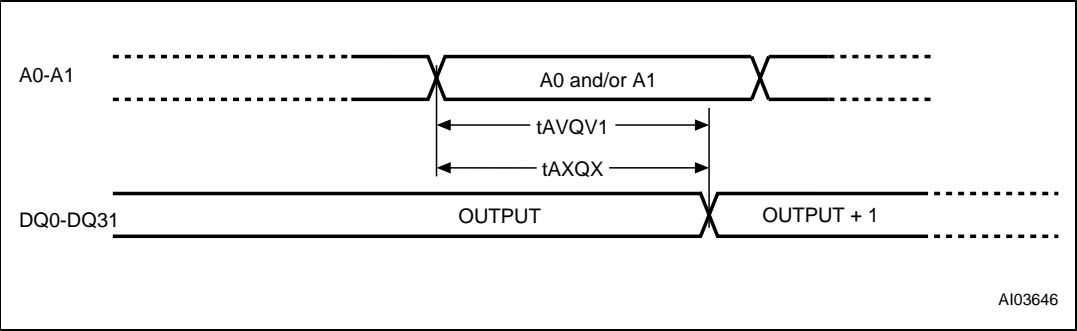 A0-A1
A0 and/or A1
tAVQV1
tAXQX
DQ0-DQ31
OUTPUT
OUTPUT + 1
AI03646